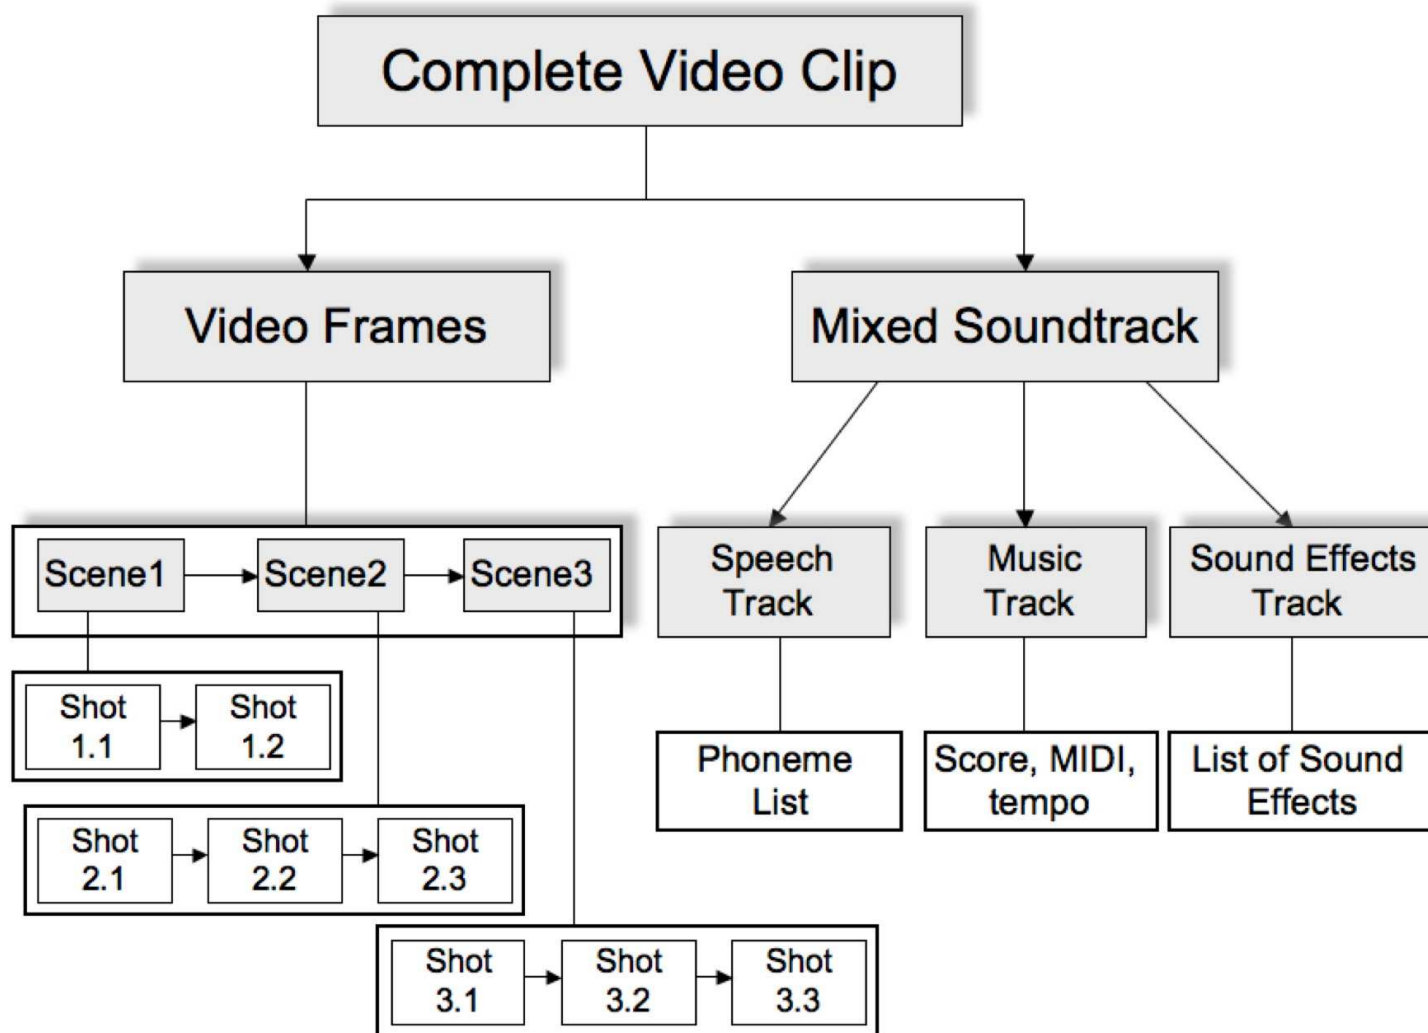 Complete Video Clip
Video Frames
Mixed Soundtrack
Scene1
Scene2
Scene3
Speech
Track
Music
Track
Sound Effects
Track
Shot
1.1
Shot
1.2
Phoneme
List
Score, MIDI,
tempo
List of Sound
Effects
Shot
2.1
Shot
2.2
Shot
2.3
Shot
3.1
Shot
3.2
Shot
3.3